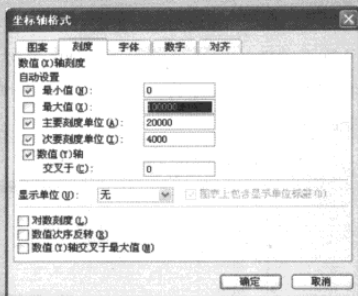 坐标轴格式
图案 刻度 字体 数字 对齐
数值(X)轴刻度
自动设置
最小值(N): 0
最大值(X): 100000
主要刻度单位(A): 20000
次要刻度单位(I): 4000
数值(Y)轴
交叉于(C): 0
显示单位(U): 无 图表上包含显示单位标签(D)
对数刻度(L)
数值次序反转(R)
数值(Y)轴交叉于最大值(M)
确定 取消